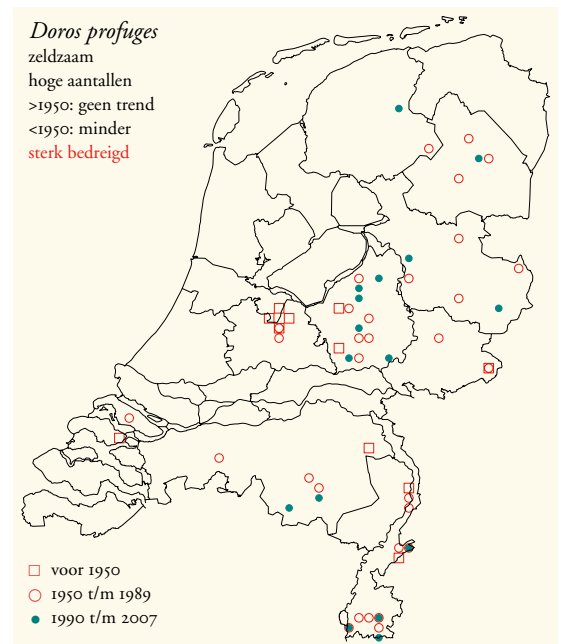 Doros profuges
zeldzaam
hoge aantallen
>1950: geen trend
<1950: minder
sterk bedreigd
voor 1950
1950 t/m 1989
1990 t/m 2007